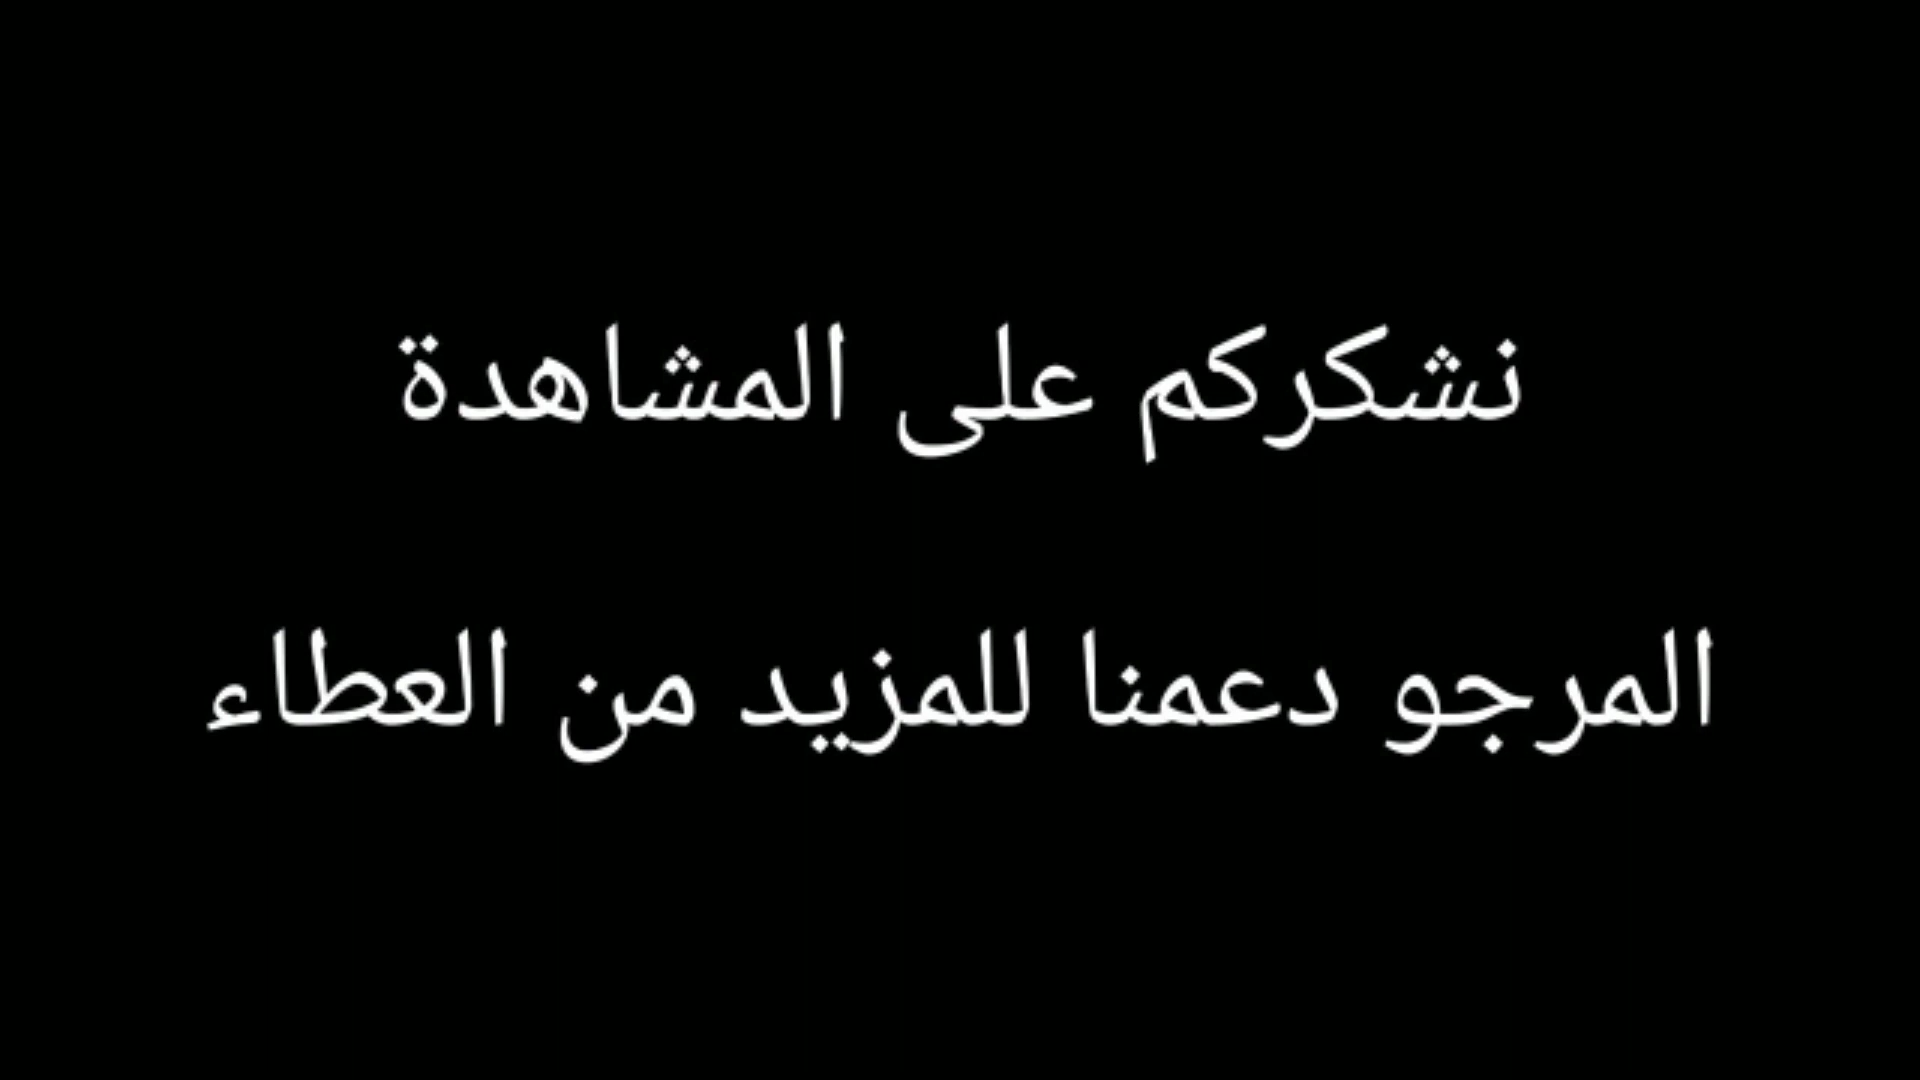 نشكركم على المشاهدة
المرجو دعمنا للمزيد من العطاء